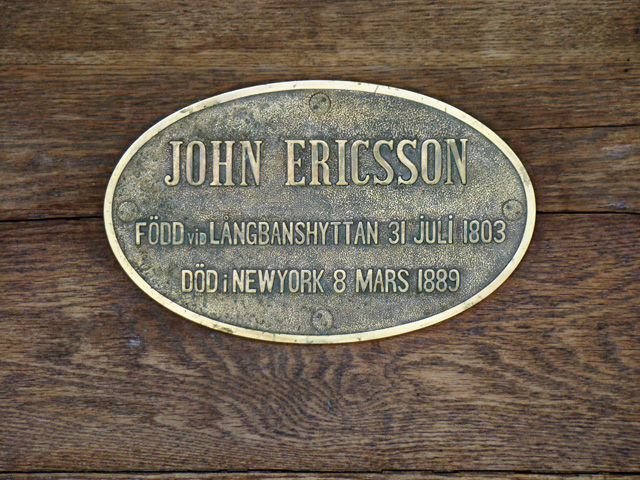 JOHN ERICSSON
FÖDD vid LÅNGBANSHYTTAN 31 JULI 1803
DÖD i NEWYORK 8 MARS 1889